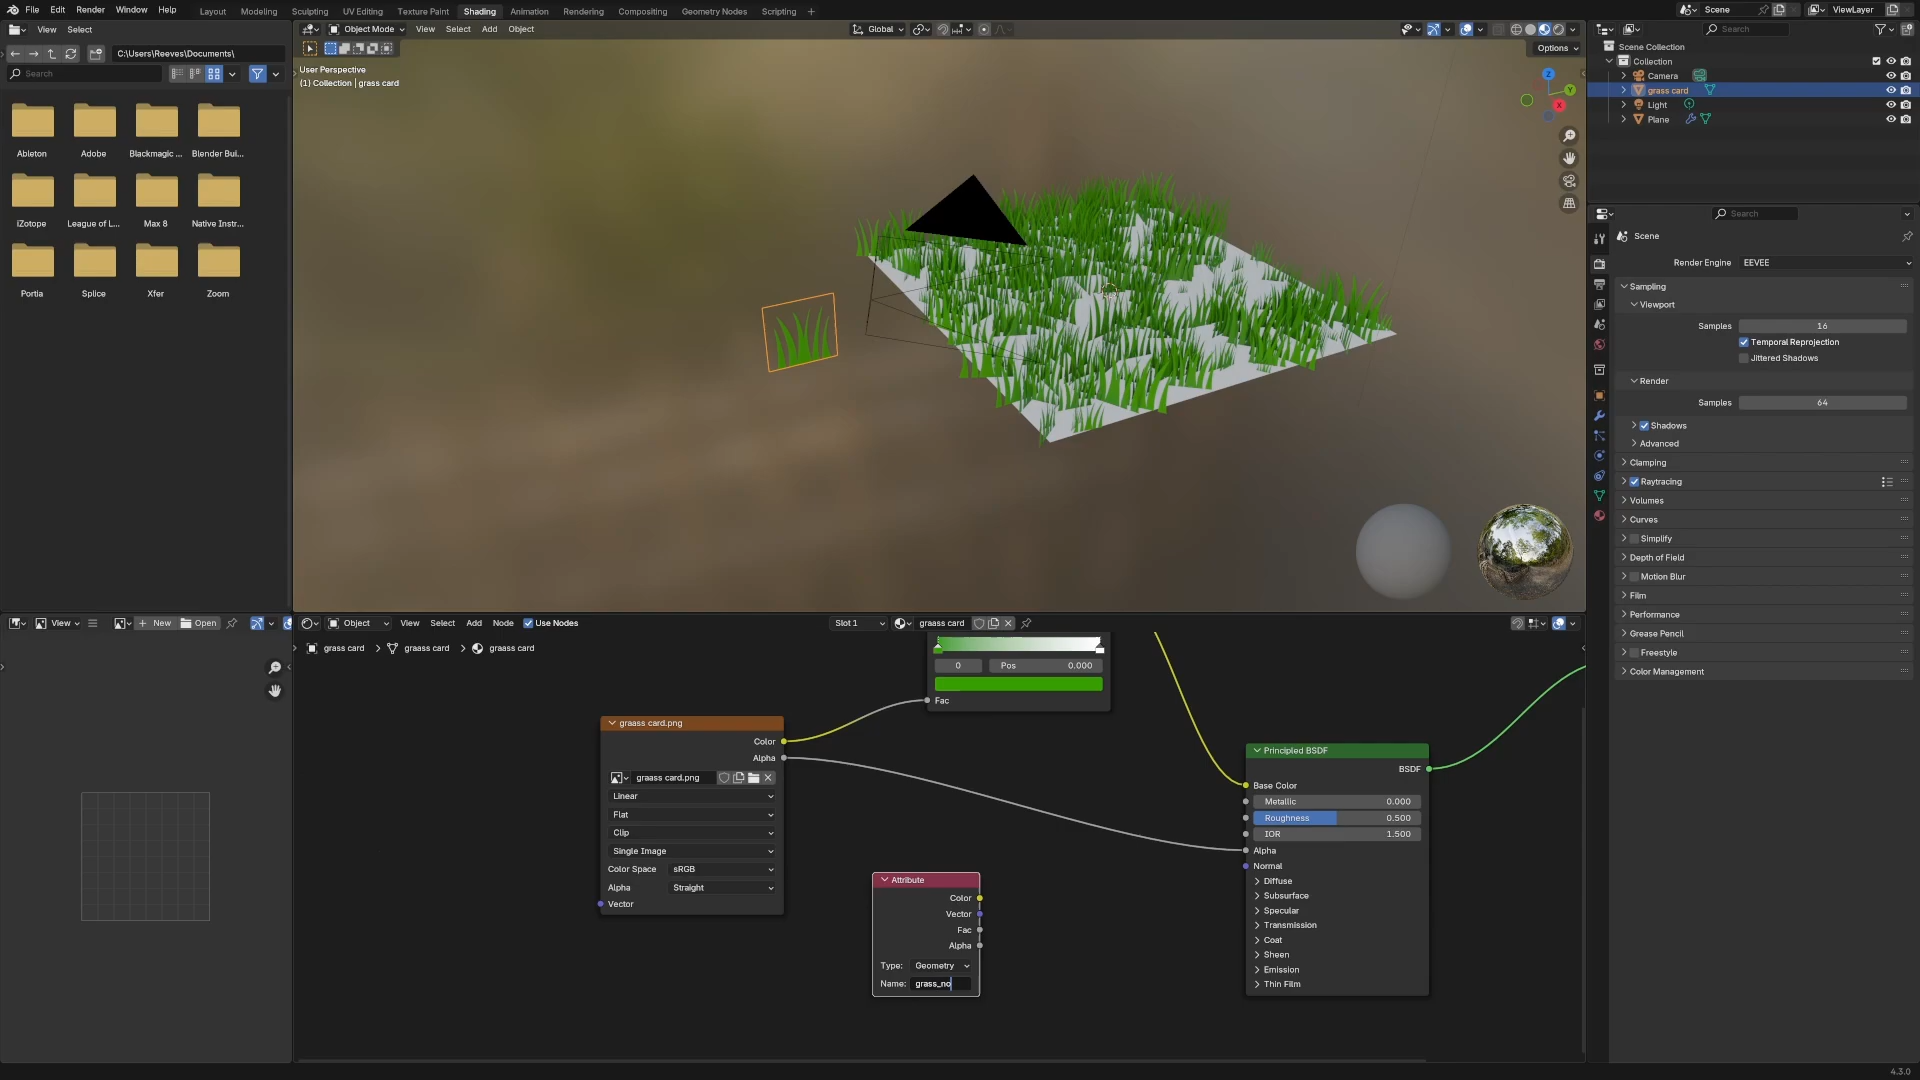 File Edit Render Window Help
Layout Modeling Sculpting UV Editing Texture Paint Shading Animation Rendering Compositing Geometry Nodes Scripting +
Scene
ViewLayer
View Select
C:\Users\Reeves\Documents\
Search
Ableton Adobe Blackmagic ... Blender Bui...
iZotope League of L... Max 8 Native Instr...
Portia Splice Xfer Zoom
Object Mode View Select Add Object
Global
Options
User Perspective
(1) Collection | grass card
Z
Y
X
Search
Scene Collection
Collection
Camera
grass card
Light
Plane
Search
Scene
Render Engine EEVEE
Sampling
Viewport
Samples 16
Temporal Reprojection
Jittered Shadows
Render
Samples 64
Shadows
Advanced
Clamping
Raytracing
Volumes
Curves
Simplify
Depth of Field
Motion Blur
Film
Performance
Grease Pencil
Freestyle
Color Management
View
New Open
Object View Select Add Node Use Nodes
Slot 1
graass card
grass card > graass card > graass card
0 Pos 0.000
Fac
graass card.png
Color
Alpha
graass card.png
Linear
Flat
Clip
Single Image
Color Space sRGB
Alpha Straight
Vector
Attribute
Color
Vector
Fac
Alpha
Type: Geometry
Name: grass_no
Principled BSDF
BSDF
Base Color
Metallic 0.000
Roughness 0.500
IOR 1.500
Alpha
Normal
Diffuse
Subsurface
Specular
Transmission
Coat
Sheen
Emission
Thin Film
4.3.0